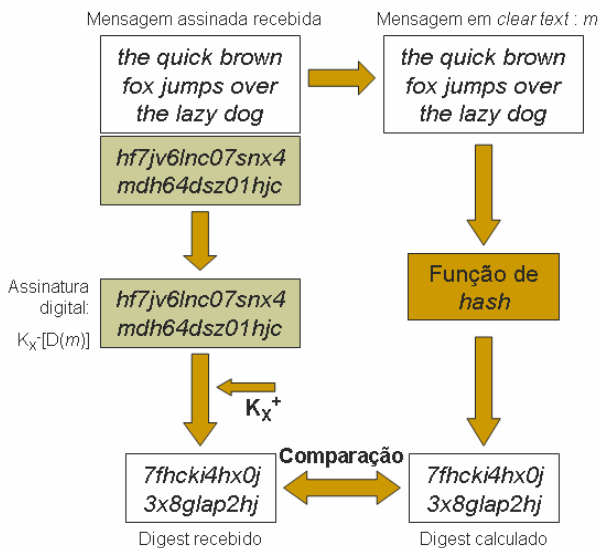 Mensagem assinada recebida
Mensagem em clear text : m
the quick brown
fox jumps over
the lazy dog
the quick brown
fox jumps over
the lazy dog
hf7jv6lnc07snx4
mdh64dsz01hjc
Assinatura
digital:
Kx-[D(m)]
hf7jv6lnc07snx4
mdh64dsz01hjc
Função de
hash
Kx+
Comparação
7fhcki4hx0j
3x8glap2hj
7fhcki4hx0j
3x8glap2hj
Digest recebido
Digest calculado